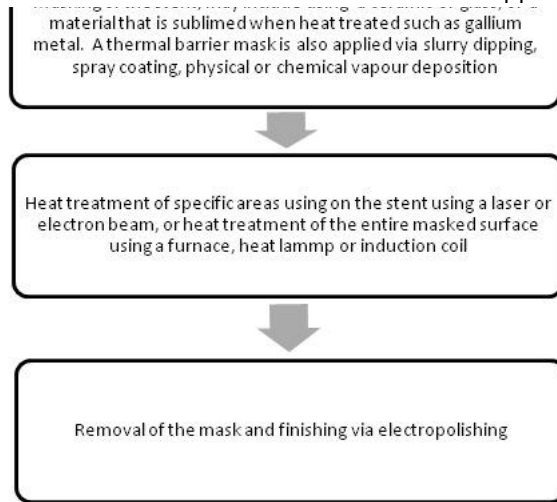 material that is sublimed when heat treated such as gallium
metal. A thermal barrier mask is also applied via slurry dipping,
spray coating, physical or chemical vapour deposition
Heat treatment of specific areas using on the stent using a laser or
electron beam, or heat treatment of the entire masked surface
using a furnace, heat lammp or induction coil
Removal of the mask and finishing via electropolishing